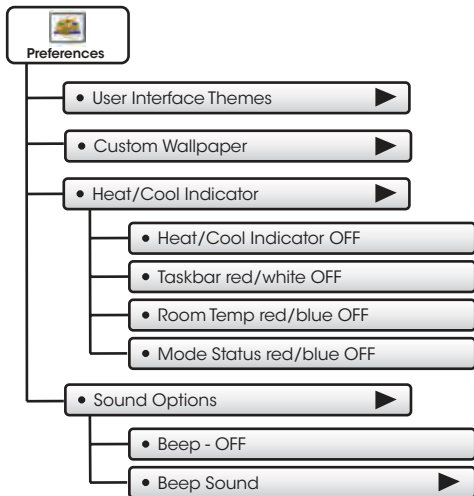 Preferences
• User Interface Themes
• Custom Wallpaper
• Heat/Cool Indicator
• Heat/Cool Indicator OFF
• Taskbar red/white OFF
• Room Temp red/blue OFF
• Mode Status red/blue OFF
• Sound Options
• Beep - OFF
• Beep Sound